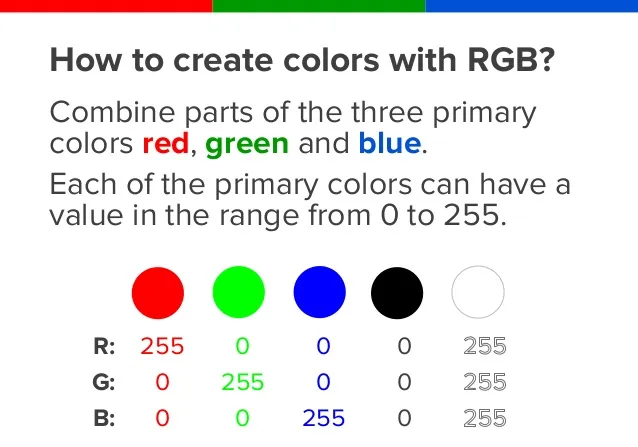 How to create colors with RGB?
Combine parts of the three primary
colors red, green and blue.
Each of the primary colors can have a
value in the range from 0 to 255.
R: 255 0 0 0 255
G: 0 255 0 0 255
B: 0 0 255 0 255